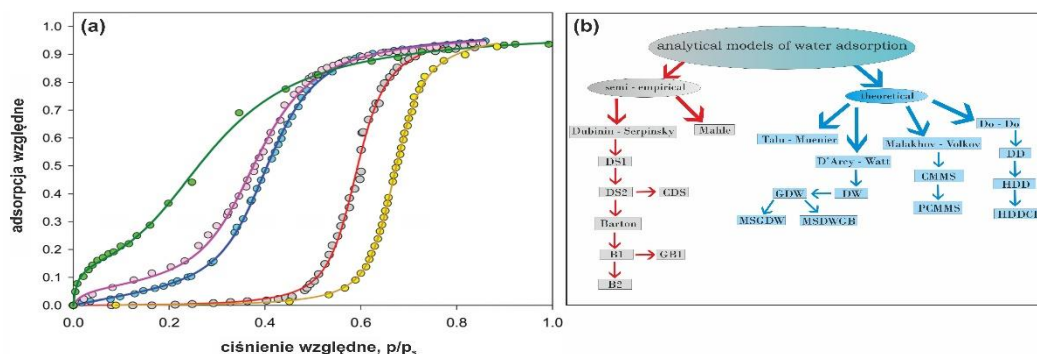 (a)
1.0
0.9
0.8
0.7
0.6
0.5
0.4
0.3
0.2
0.1
0.0
adsorpcja względne
0.0 0.2 0.4 0.6 0.8 1.0
ciśnienie względne, p/pₛ
(b)
analytical models of water adsorption
semi - empirical
theoretical
Dubinin - Serpinsky
Mahle
DS1
DS2
CDS
Barton
B1
GB1
B2
Talu - Muenier
D'Arcy - Watt
GDW
DW
MSGDW
MSDWGB
Malakhov - Volkov
CMMS
PCMMS
Do - Do
DD
HDD
HDDCF